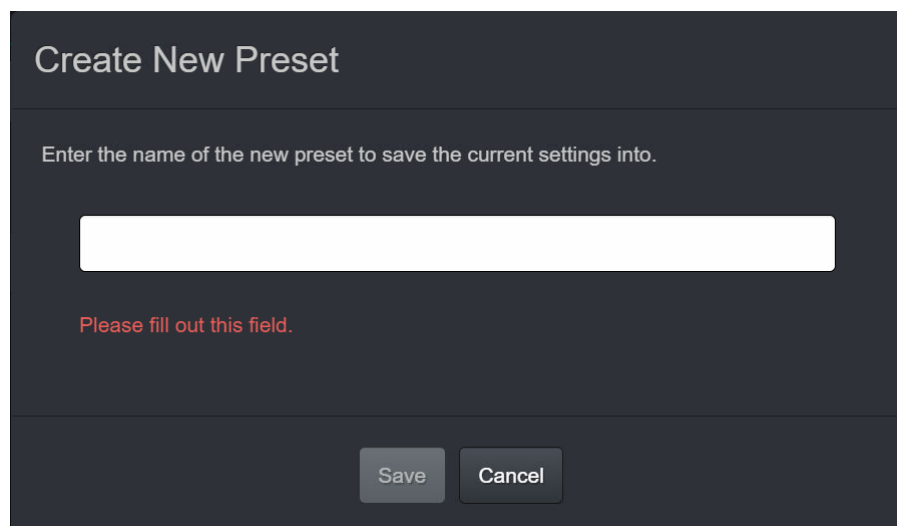 Create New Preset
Enter the name of the new preset to save the current settings into.
Please fill out this field.
Save
Cancel